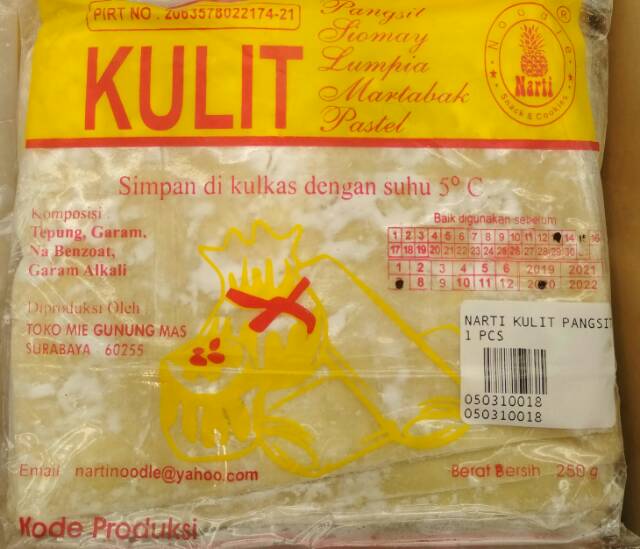 PIRT NO : 2063578022174-21
KULIT
Pangsit
Siomay
Lumpia
Martabak
Pastel
Noodle
Narti
Snack & Cookies
®
Simpan di kulkas dengan suhu 5° C
Komposisi
Tepung, Garam,
Na Benzoat,
Garam Alkali
Diproduksi Oleh
TOKO MIE GUNUNG MAS
SURABAYA 60255
Baik digunakan sebelum
1 2 3 4 5 6 7 8 9 10 11 12 14 15 16
17 18 19 20 21 22 23 24 25 26 27 28 29 30
1 2 3 4 5 6 2019 2021
8 9 10 11 12 2022
NARTI KULIT PANGSIT
1 PCS
050310018
050310018
Email nartinoodle@yahoo.com
Berat Bersih 250 g
Kode Produksi